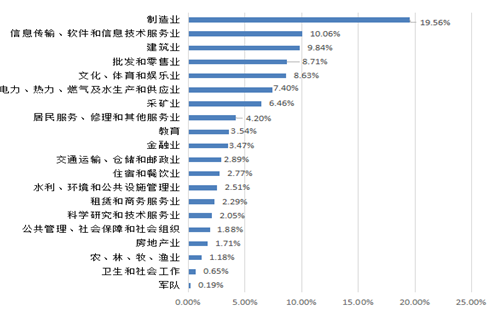 制造业 19.56%
信息传输、软件和信息技术服务业 10.06%
建筑业 9.84%
批发和零售业 8.71%
文化、体育和娱乐业 8.63%
电力、热力、燃气及水生产和供应业 7.40%
采矿业 6.46%
居民服务、修理和其他服务业 4.20%
教育 3.54%
金融业 3.47%
交通运输、仓储和邮政业 2.89%
住宿和餐饮业 2.77%
水利、环境和公共设施管理业 2.51%
租赁和商务服务业 2.29%
科学研究和技术服务业 2.05%
公共管理、社会保障和社会组织 1.88%
房地产业 1.71%
农、林、牧、渔业 1.18%
卫生和社会工作 0.65%
军队 0.19%
0.00% 5.00% 10.00% 15.00% 20.00% 25.00%